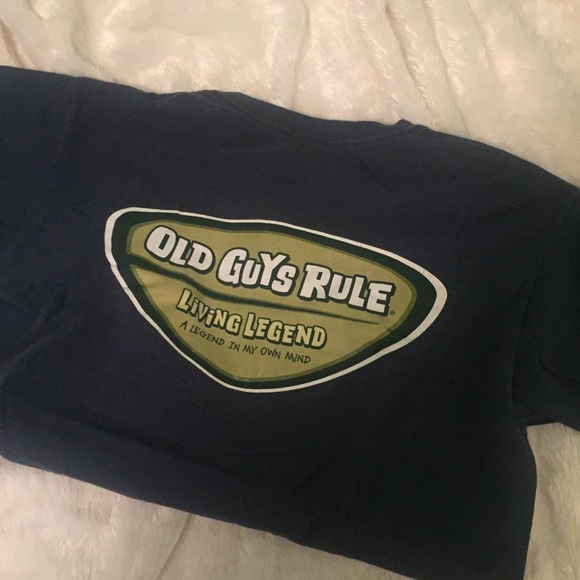 OLD GUYS RULE®
LIVING LEGEND
A LEGEND IN MY OWN MIND